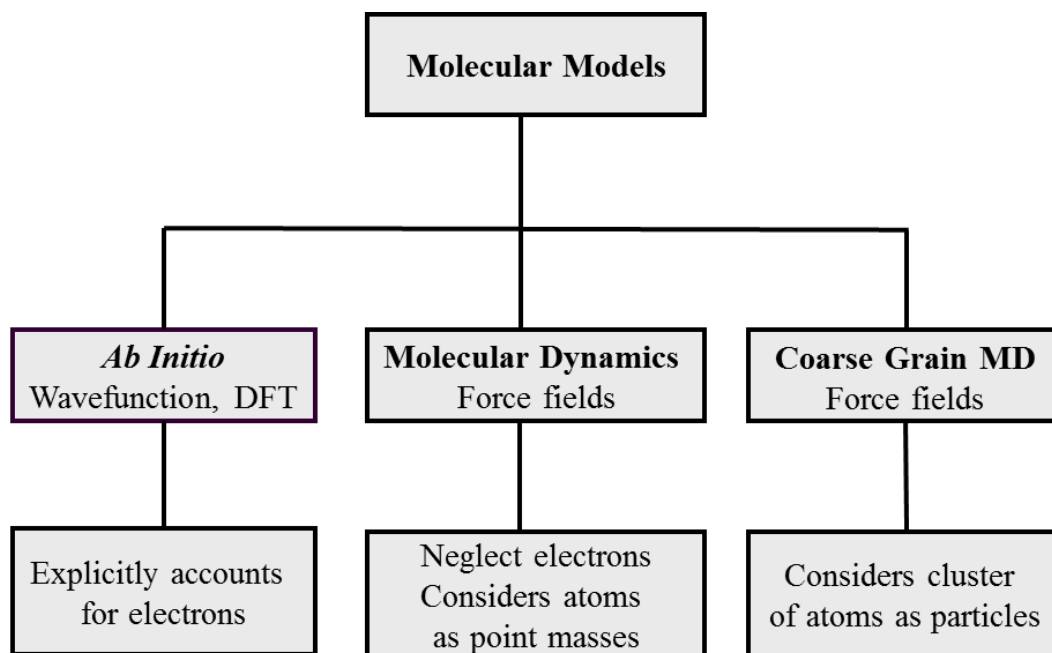 Molecular Models
Ab Initio
Wavefunction, DFT
Molecular Dynamics
Force fields
Coarse Grain MD
Force fields
Explicitly accounts
for electrons
Neglect electrons
Considers atoms
as point masses
Considers cluster
of atoms as particles